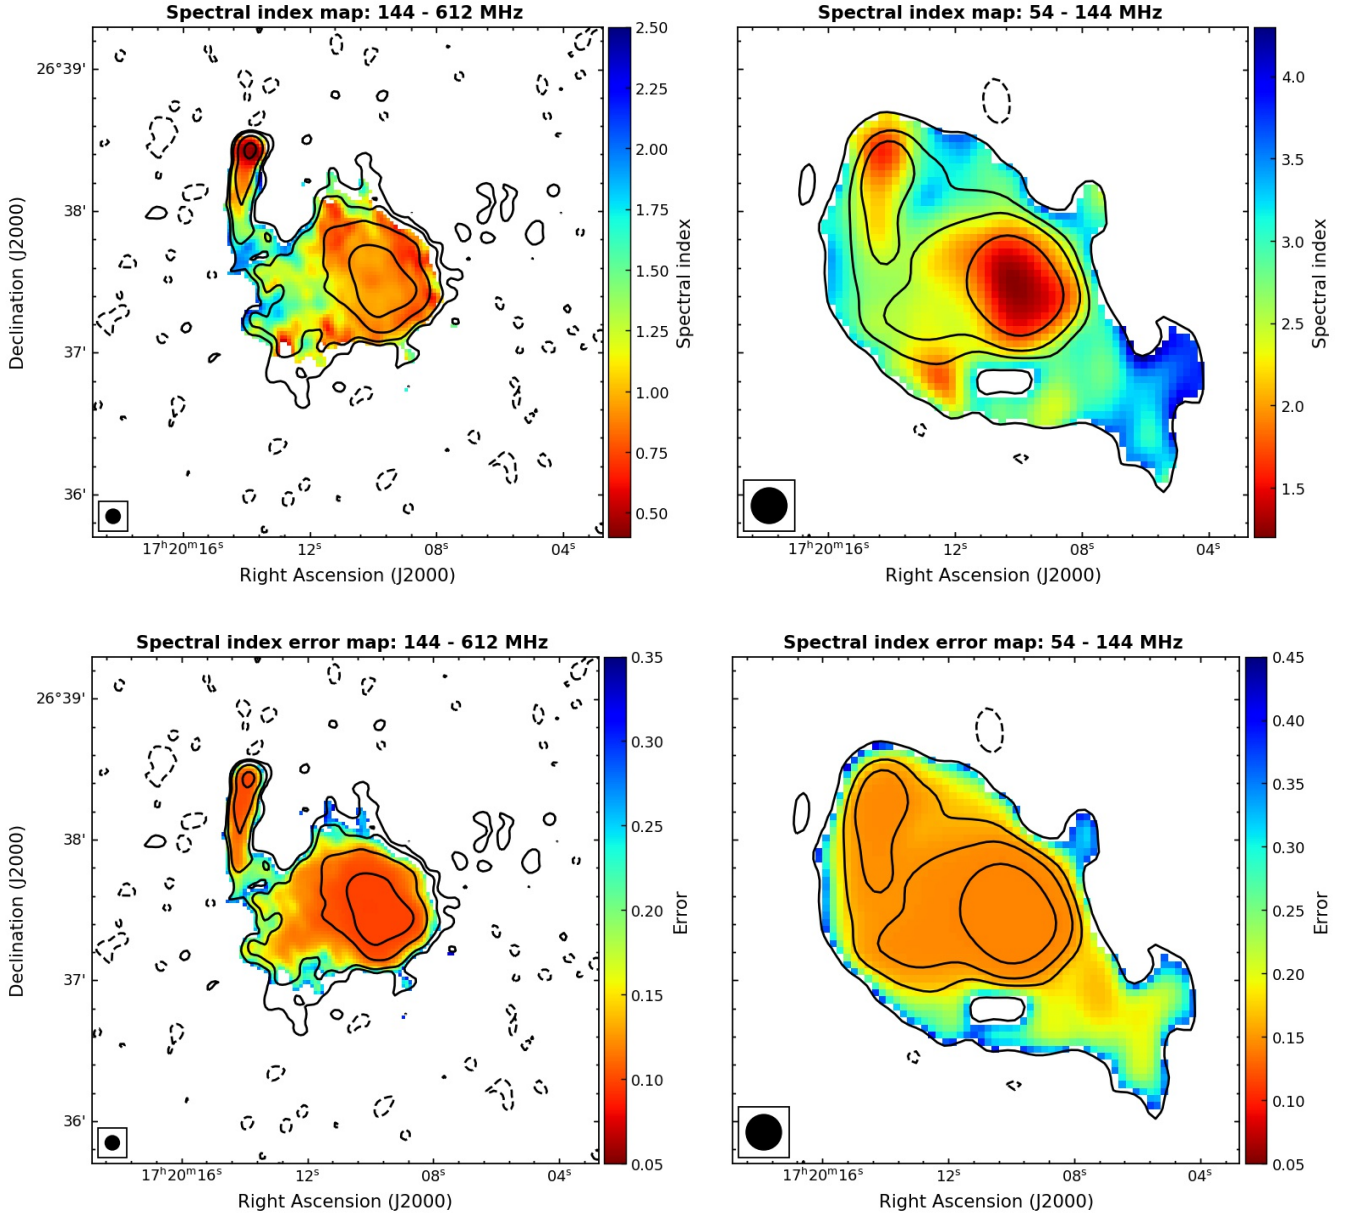 Spectral index map: 144 - 612 MHz
26°39'
38'
37'
36'
Declination (J2000)
17ʰ20ᵐ16ˢ
12ˢ
08ˢ
04ˢ
Right Ascension (J2000)
2.50
2.25
2.00
1.75
1.50
1.25
1.00
0.75
0.50
Spectral index
Spectral index map: 54 - 144 MHz
17ʰ20ᵐ16ˢ
12ˢ
08ˢ
04ˢ
Right Ascension (J2000)
4.0
3.5
3.0
2.5
2.0
1.5
Spectral index
Spectral index error map: 144 - 612 MHz
26°39'
38'
37'
36'
Declination (J2000)
17ʰ20ᵐ16ˢ
12ˢ
08ˢ
04ˢ
Right Ascension (J2000)
0.35
0.30
0.25
0.20
0.15
0.10
0.05
Error
Spectral index error map: 54 - 144 MHz
17ʰ20ᵐ16ˢ
12ˢ
08ˢ
04ˢ
Right Ascension (J2000)
0.45
0.40
0.35
0.30
0.25
0.20
0.15
0.10
0.05
Error